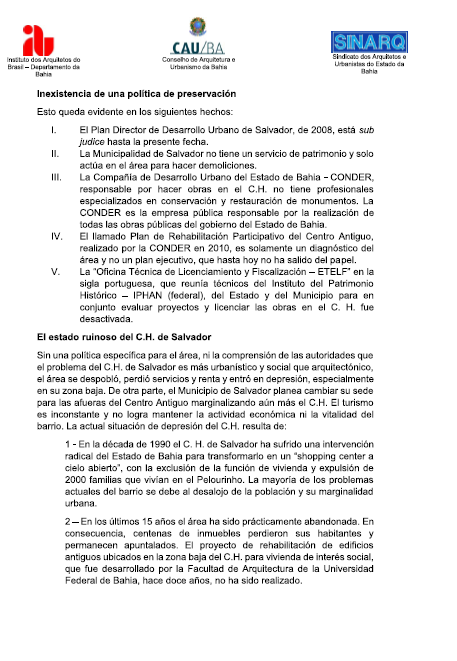 Instituto dos Arquitetos do
Brasil – Departamento da
Bahia
CAU/BA
Conselho de Arquitetura e
Urbanismo da Bahia
SINARQ
Sindicato dos Arquitetos e
Urbanistas do Estado da
Bahia
Inexistencia de una política de preservación
Esto queda evidente en los siguientes hechos:
I. El Plan Director de Desarrollo Urbano de Salvador, de 2008, está sub
judice hasta la presente fecha.
II. La Municipalidad de Salvador no tiene un servicio de patrimonio y solo
actúa en el área para hacer demoliciones.
III. La Compañía de Desarrollo Urbano del Estado de Bahia – CONDER,
responsable por hacer obras en el C.H. no tiene profesionales
especializados en conservación y restauración de monumentos. La
CONDER es la empresa pública responsable por la realización de
todas las obras públicas del gobierno del Estado de Bahia.
IV. El llamado Plan de Rehabilitación Participativo del Centro Antiguo,
realizado por la CONDER en 2010, es somalmente un diagnóstico del
área y no un plan ejecutivo, que hasta hoy no ha salido del papel.
V. La "Oficina Técnica de Licenciamiento y Fiscalización – ETELF" en la
sigla portuguesa, que reunía técnicos del Instituto del Patrimonio
Histórico – IPHAN (federal), del Estado y del Municipio para en
conjunto evaluar proyectos y licenciar las obras en el C. H. fue
desactivada.
El estado ruinoso del C.H. de Salvador
Sin una política específica para el área, ni la comprensión de las autoridades que
el problema del C.H. de Salvador es más urbanístico y social que arquitectónico,
el área se despobló, perdió servicios y renta y entró en depresión, especialmente
en su zona baja. De otra parte, el Municipio de Salvador planea cambiar su sede
para las afueras del Centro Antiguo marginalizando aún más el C.H. El turismo
es inconstante y no logra mantener la actividad económica ni la vitalidad del
barrio. La actual situación de depresión del C.H. resulta de:
1 - En la década de 1990 el C. H. de Salvador ha sufrido una intervención
radical del Estado de Bahia para transformarlo en un "shopping center a
cielo abierto", con la exclusión de la función de vivienda y expulsión de
2000 familias que vivían en el Pelourinho. La mayoría de los problemas
actuales del barrio se debe al desalojo de la población y su marginalidad
urbana.
2 – En los últimos 15 años el área ha sido prácticamente abandonada. En
consecuencia, centenas de inmuebles perdieron sus habitantes y
permanecen apuntalados. El proyecto de rehabilitación de edificios
antiguos ubicados en la zona baja del C.H. para vivienda de interés social,
que fue desarrollado por la Facultad de Arquitectura de la Universidad
Federal de Bahia, hace doce años, no ha sido realizado.